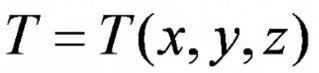 T = T(x, y, z)